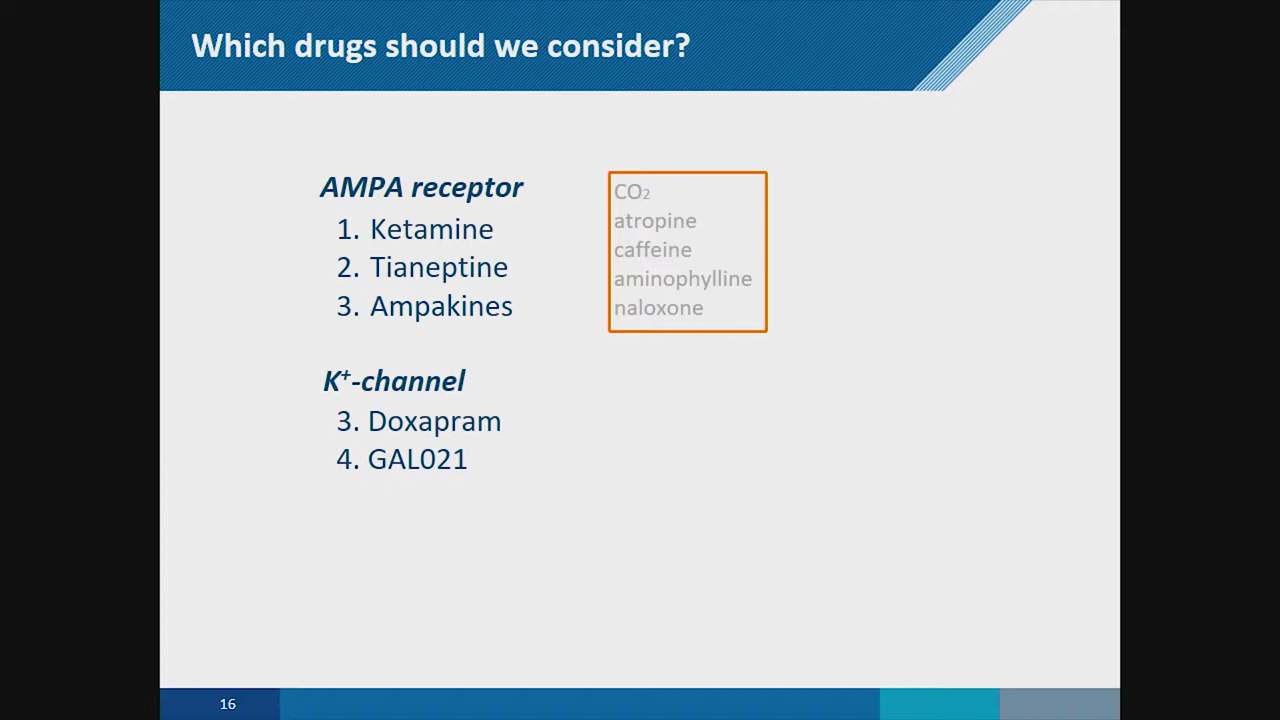 Which drugs should we consider?
AMPA receptor
1. Ketamine
2. Tianeptine
3. Ampakines
K⁺-channel
3. Doxapram
4. GAL021
CO₂
atropine
caffeine
aminophylline
naloxone
16